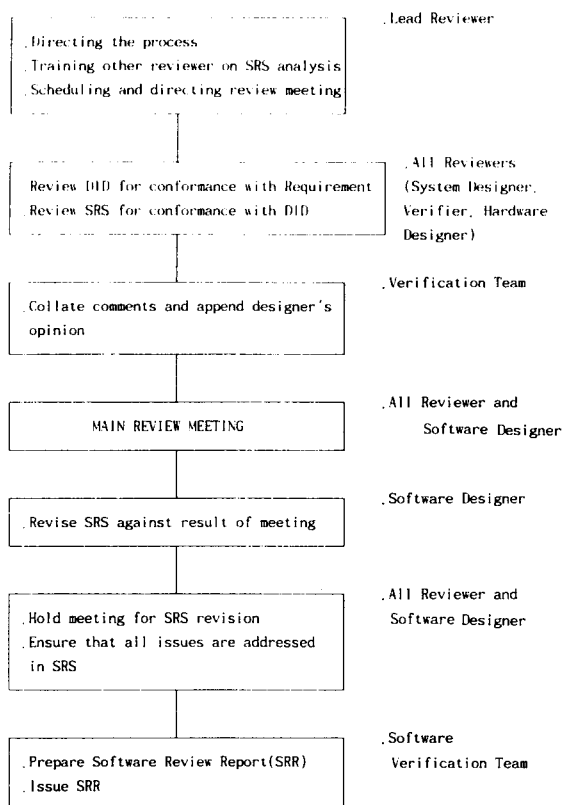 .Lead Reviewer
.Directing the process
.Training other reviewer on SRS analysis
.Scheduling and directing review meeting
.All Reviewers
(System Designer,
Verifier, Hardware
Designer)
Review DID for conformance with Requirement
.Review SRS for conformance with DID
.Verification Team
.Collate comments and append designer's
opinion
.All Reviewer and
Software Designer
MAIN REVIEW MEETING
.Software Designer
.Revise SRS against result of meeting
.All Reviewer and
Software Designer
.Hold meeting for SRS revision
.Ensure that all issues are addressed
in SRS
.Software
Verification Team
.Prepare Software Review Report(SRR)
.Issue SRR